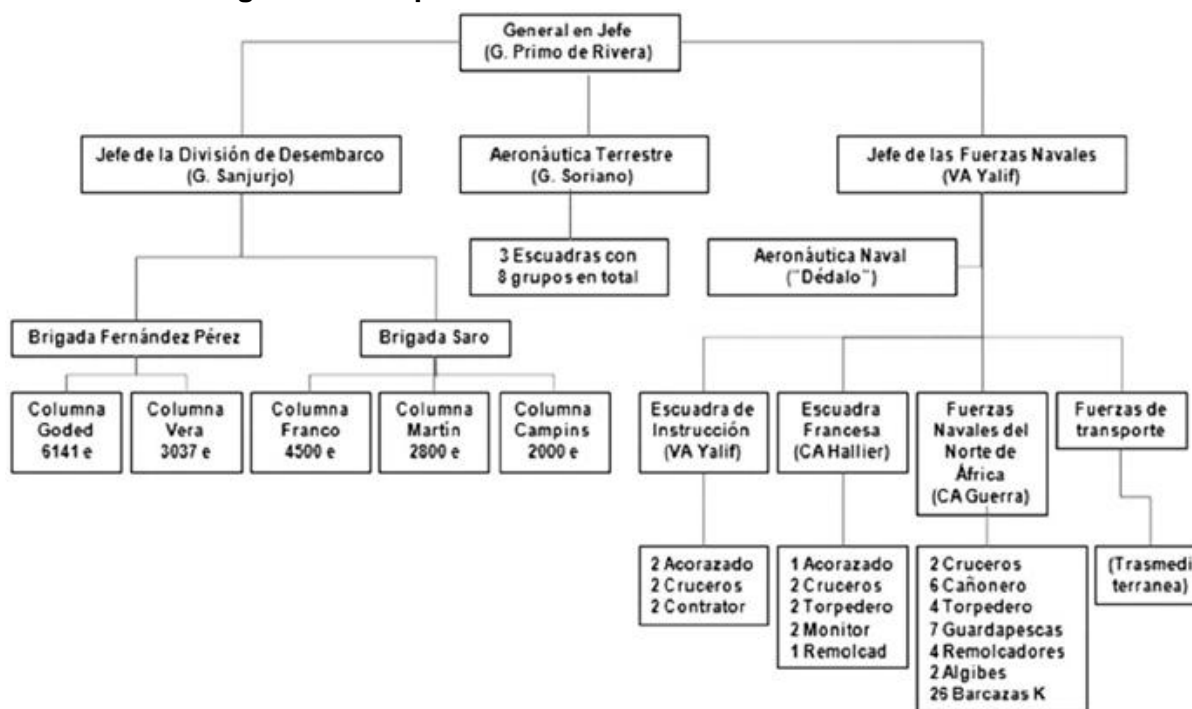 General en Jefe
(G. Primo de Rivera)
Jefe de la División de Desembarco
(G. Sanjurjo)
Aeronáutica Terrestre
(G. Soriano)
Jefe de las Fuerzas Navales
(VA Yalif)
3 Escuadras con
8 grupos en total
Aeronáutica Naval
(¨Dédalo¨)
Brigada Fernández Pérez
Brigada Saro
Columna
Goded
6141 e
Columna
Vera
3037 e
Columna
Franco
4500 e
Columna
Martín
2800 e
Columna
Campins
2000 e
Escuadra de
Instrucción
(VA Yalif)
Escuadra
Francesa
(CA Hallier)
Fuerzas
Navales del
Norte de
África
(CA Guerra)
Fuerzas de
transporte
2 Acorazado
2 Cruceros
2 Contrator
1 Acorazado
2 Cruceros
2 Torpedero
2 Monitor
1 Remolcad
2 Cruceros
6 Cañonero
4 Torpedero
7 Guardapescas
4 Remolcadores
2 Algibes
26 Barcazas K
(Trasmedi
terranea)